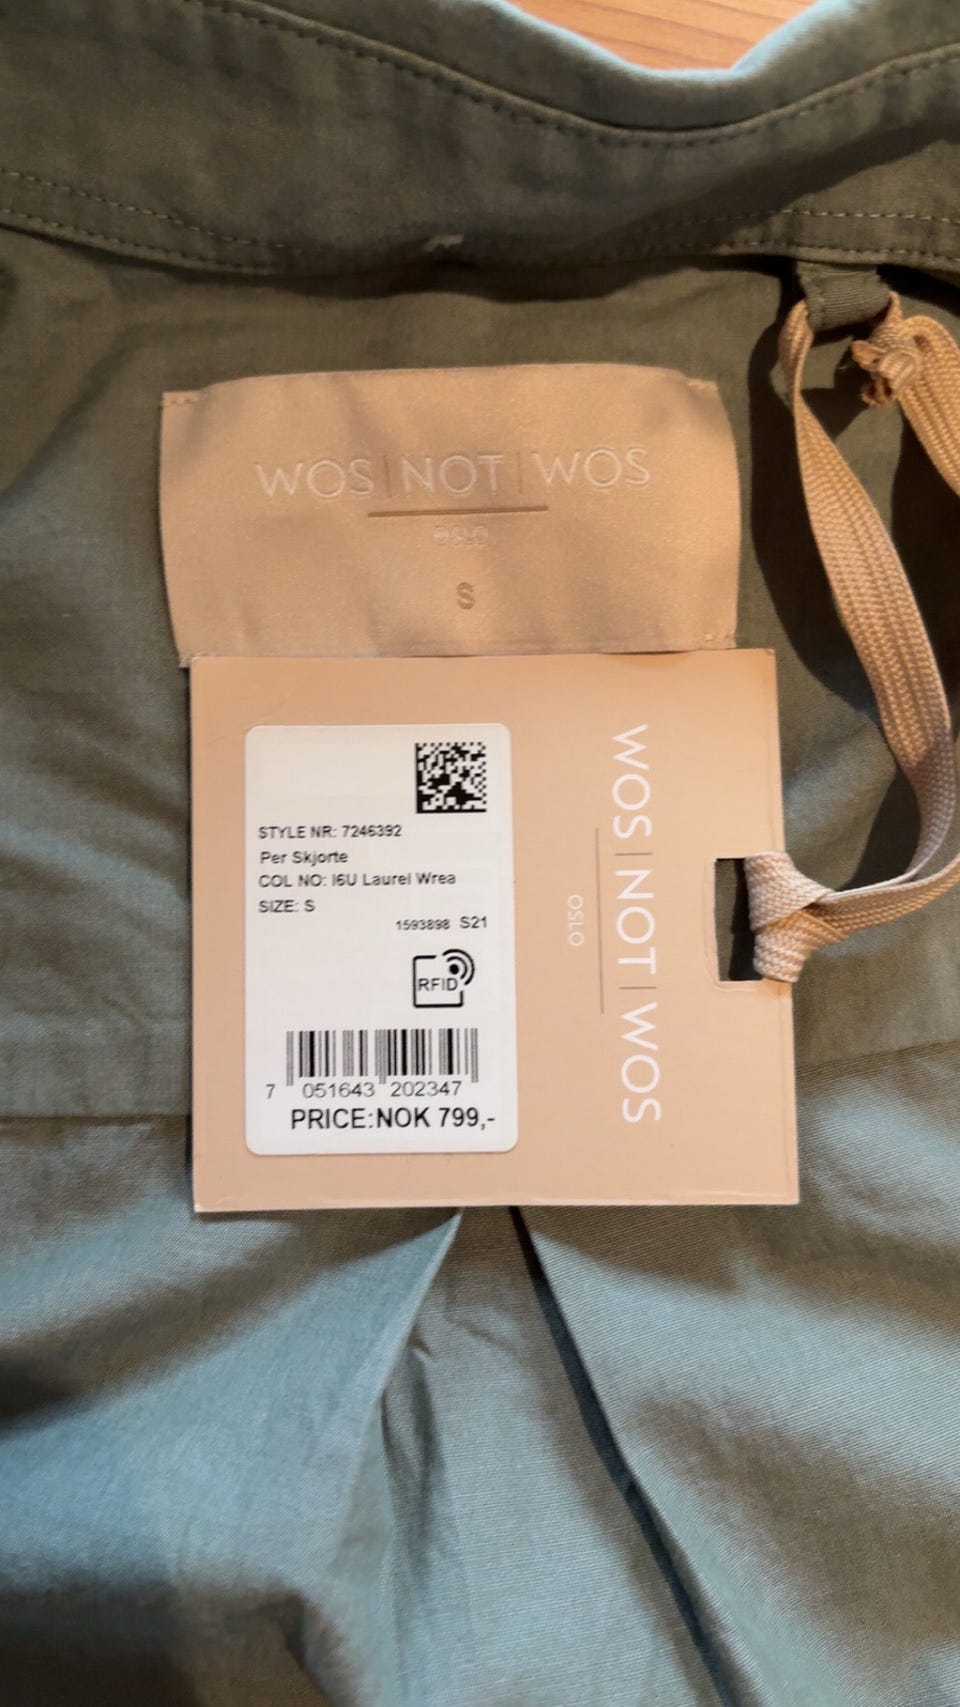 WOS|NOT|WOS
OSLO
S
STYLE NR: 7246392
Per Skjorte
COL NO: I6U Laurel Wrea
SIZE: S
1593898 S21
RFID
7 051643 202347
PRICE:NOK 799,-
WOS|NOT|WOS
OSLO